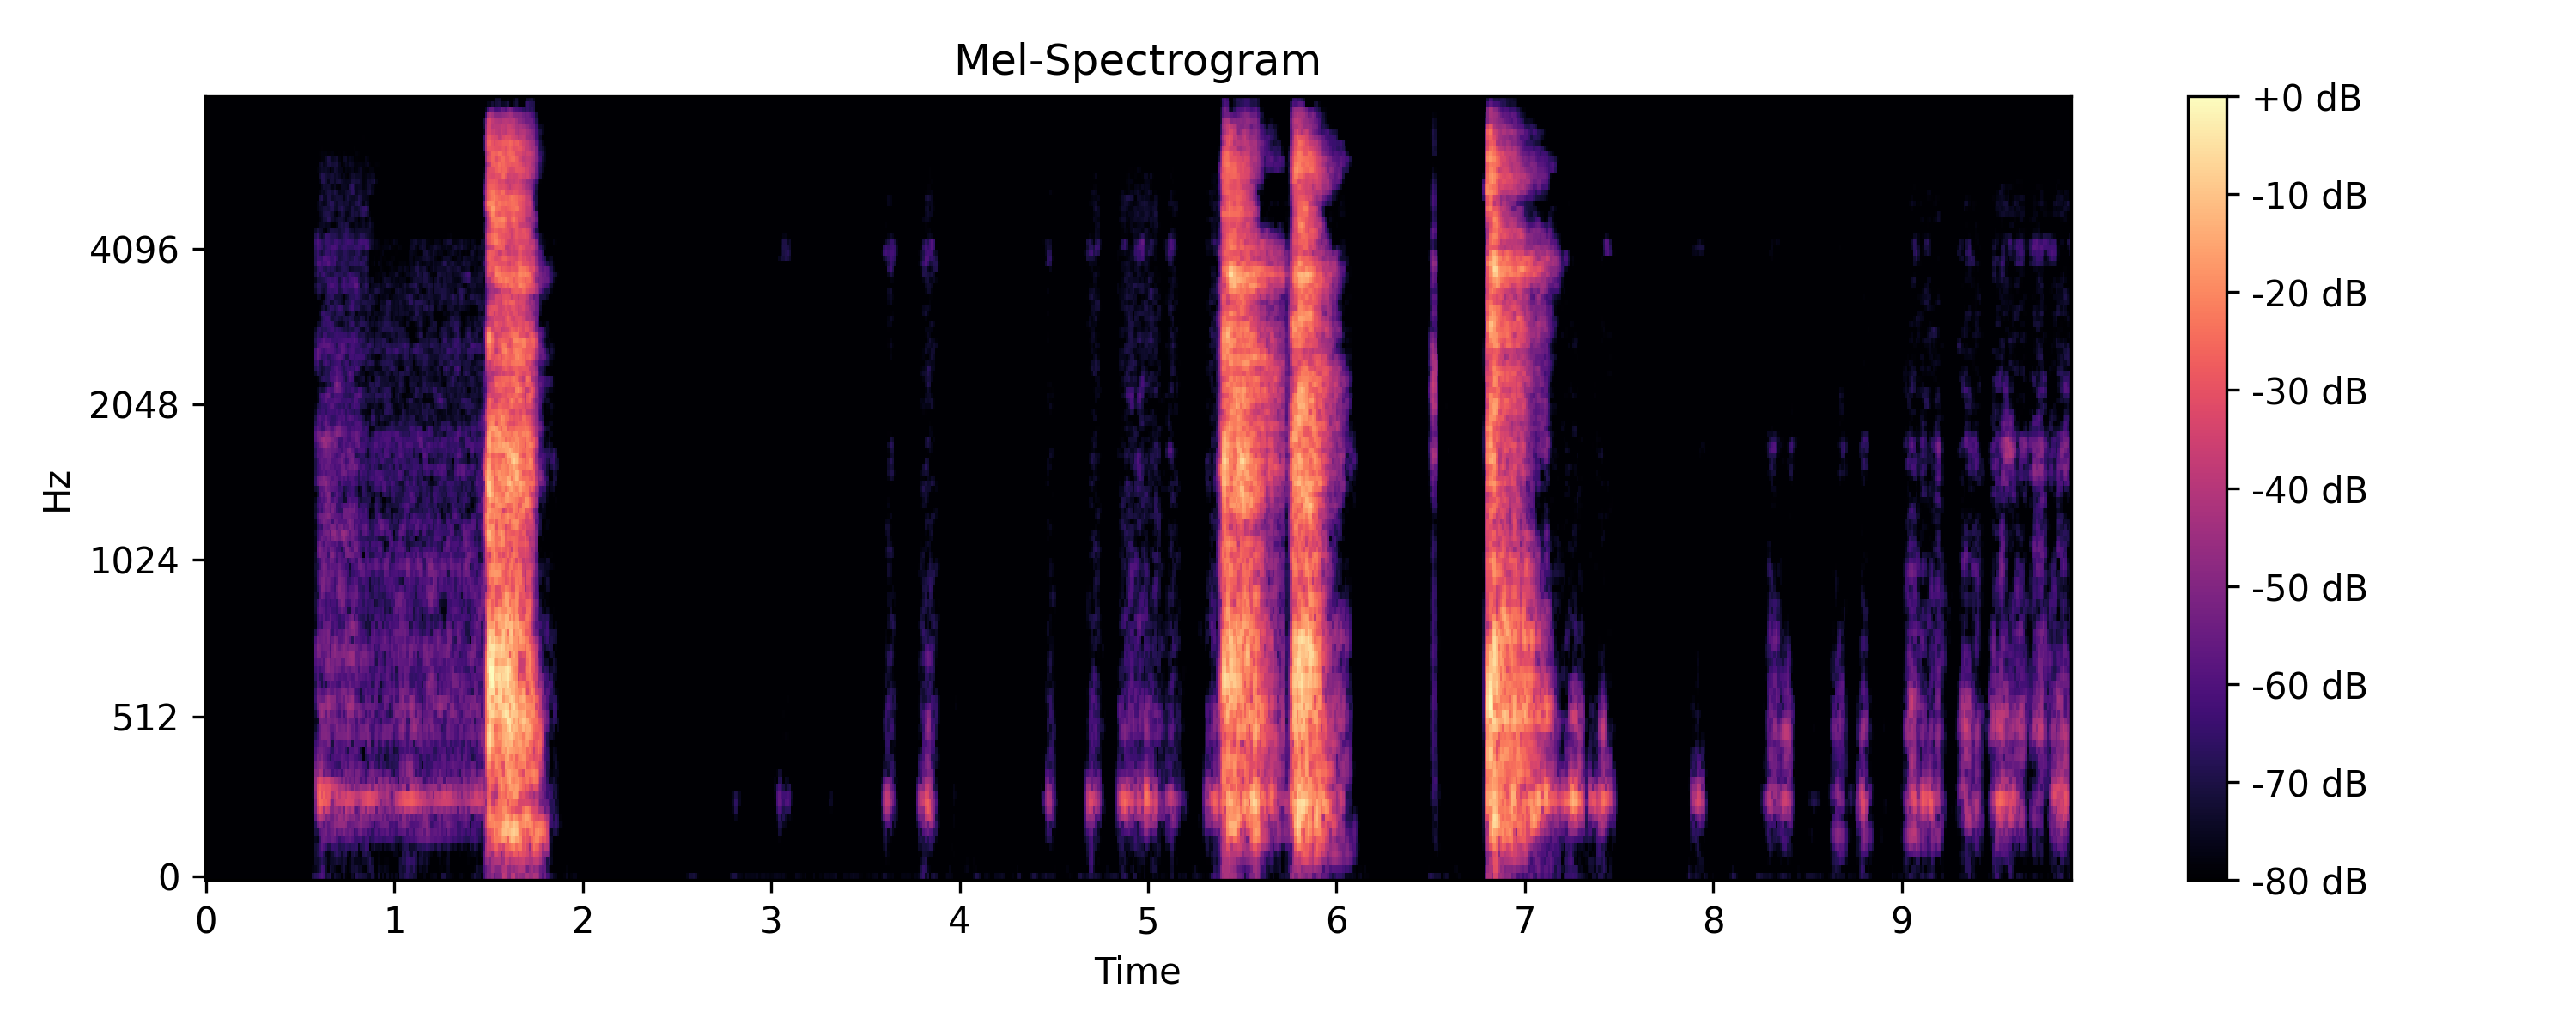 Mel-Spectrogram
+0 dB
-10 dB
-20 dB
-30 dB
-40 dB
-50 dB
-60 dB
-70 dB
-80 dB
4096
2048
1024
512
0
Hz
0 1 2 3 4 5 6 7 8 9
Time